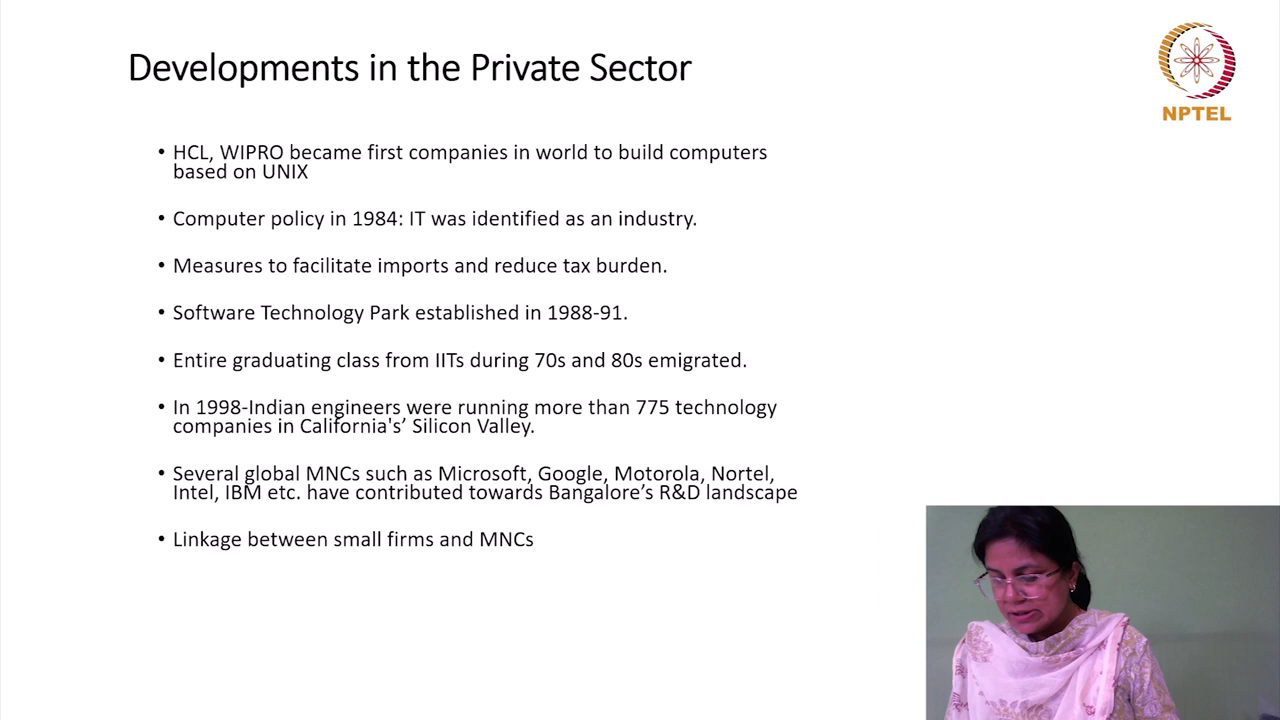 Developments in the Private Sector
NPTEL
• HCL, WIPRO became first companies in world to build computers
based on UNIX
• Computer policy in 1984: IT was identified as an industry.
• Measures to facilitate imports and reduce tax burden.
• Software Technology Park established in 1988-91.
• Entire graduating class from IITs during 70s and 80s emigrated.
• In 1998-Indian engineers were running more than 775 technology
companies in California's’ Silicon Valley.
• Several global MNCs such as Microsoft, Google, Motorola, Nortel,
Intel, IBM etc. have contributed towards Bangalore’s R&D landscape
• Linkage between small firms and MNCs